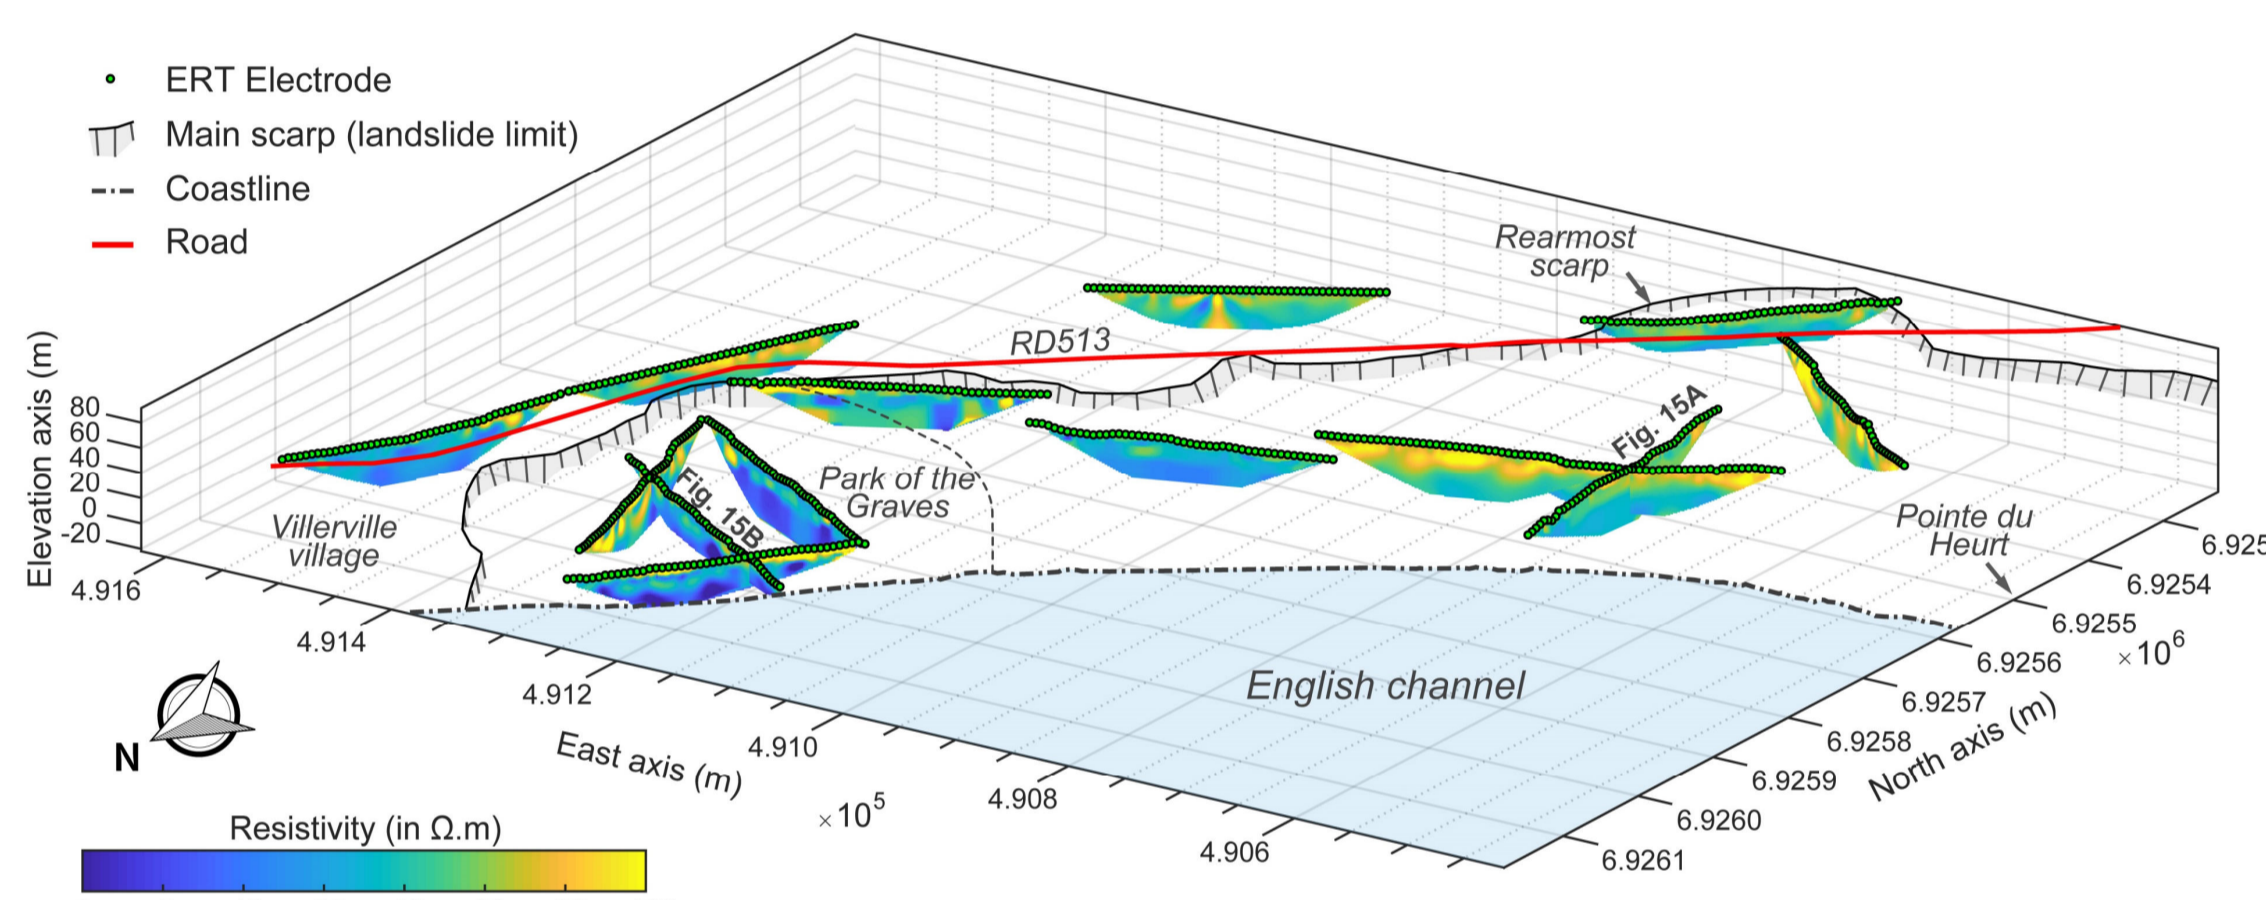 ERT Electrode
Main scarp (landslide limit)
Coastline
Road
Rearmost
scarp
RD513
Fig. 15A
Fig. 15B
Park of the
Graves
Villerville
village
Pointe du
Heurt
English channel
Elevation axis (m)
80
60
40
20
0
-20
4.916
4.914
4.912
4.910
4.908
4.906
East axis (m)
×10⁵
6.925
6.9254
6.9255
6.9256
6.9257
6.9258
6.9259
6.9260
6.9261
×10⁶
North axis (m)
N
Resistivity (in Ω.m)